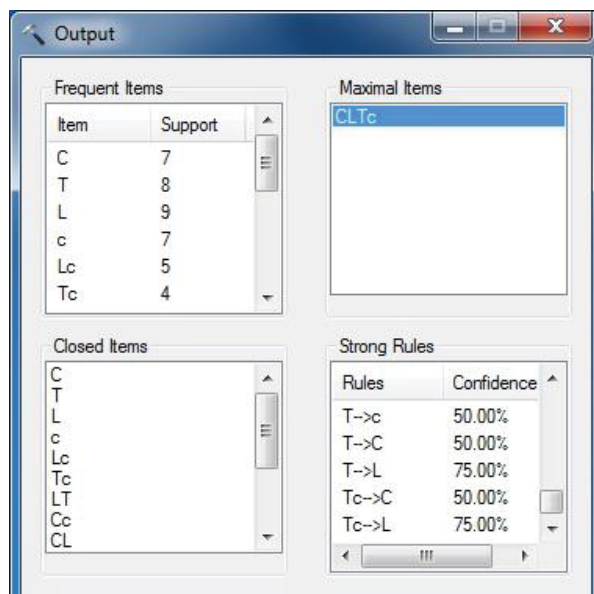 Output
Frequent Items
Item Support
C 7
T 8
L 9
c 7
Lc 5
Tc 4
Maximal Items
CLTc
Closed Items
C
T
L
c
Lc
Tc
LT
Cc
CL
Strong Rules
Rules Confidence
T-->c 50.00%
T-->C 50.00%
T-->L 75.00%
Tc-->C 50.00%
Tc-->L 75.00%